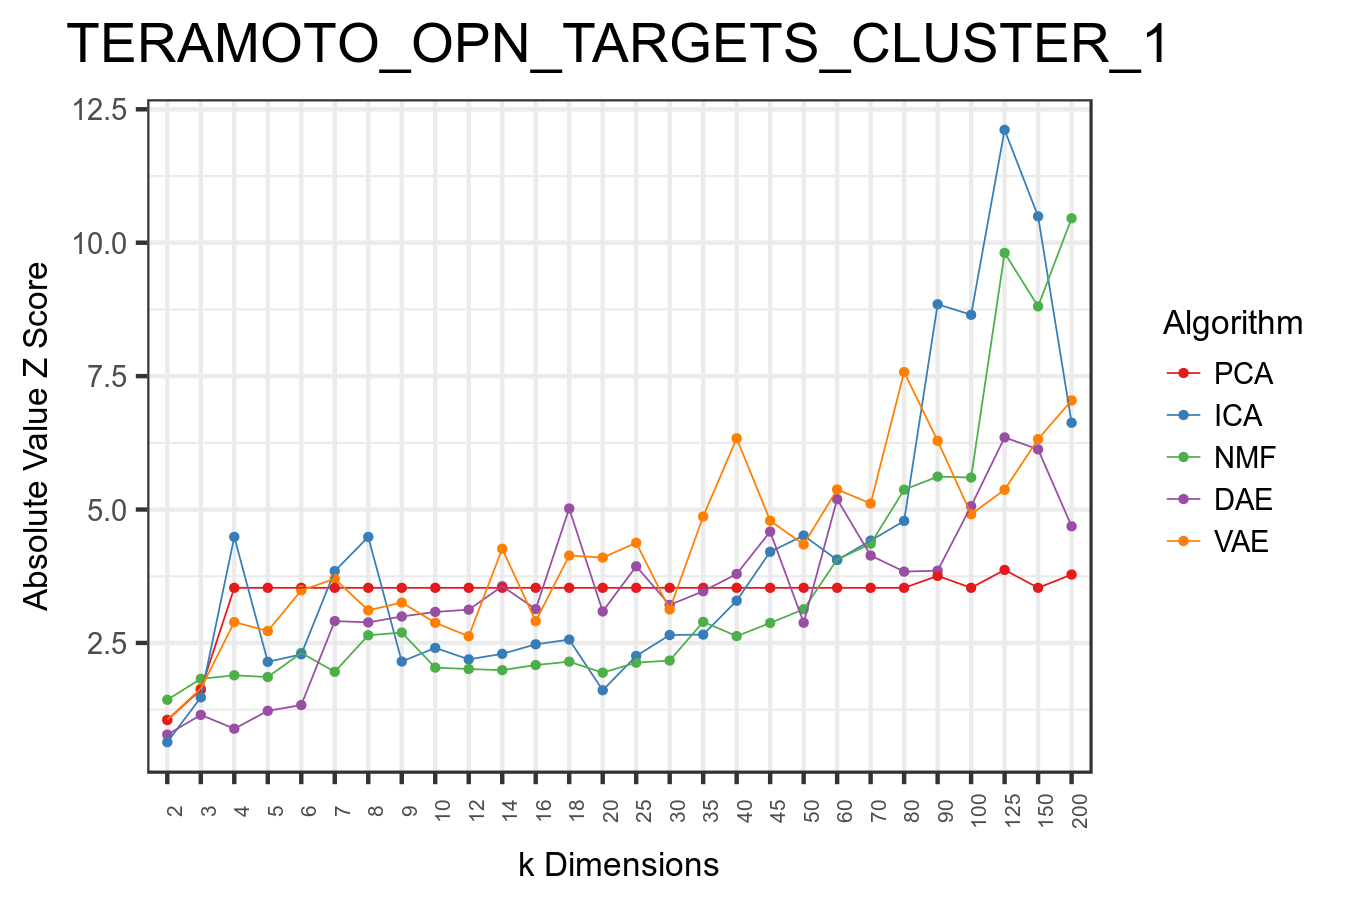 TERAMOTO_OPN_TARGETS_CLUSTER_1
12.5
10.0
7.5
5.0
2.5
Absolute Value Z Score
2 3 4 5 6 7 8 9 10 12 14 16 18 20 25 30 35 40 45 50 60 70 80 90 100 125 150 200
k Dimensions
Algorithm
PCA
ICA
NMF
DAE
VAE